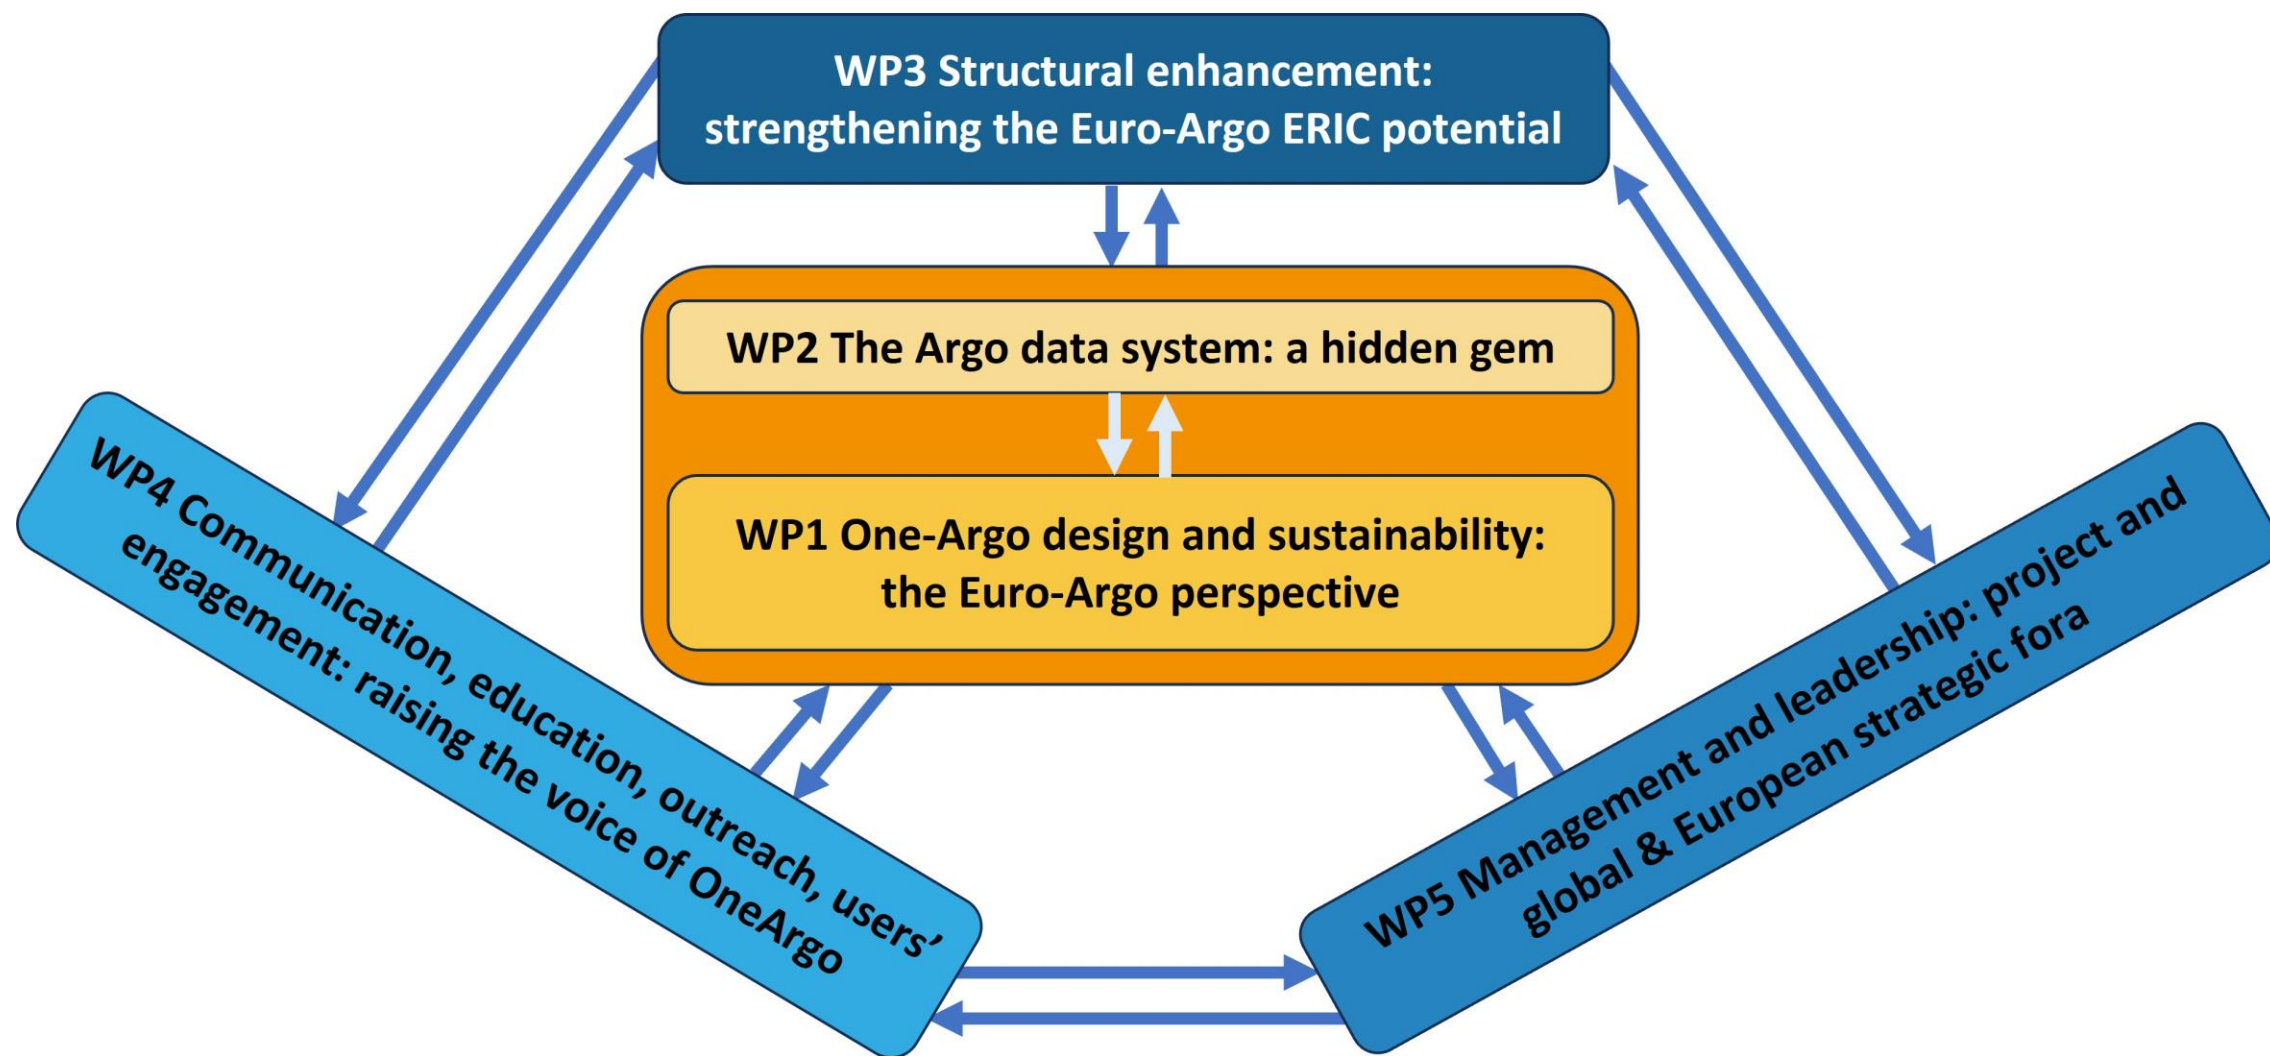 WP3 Structural enhancement:
strengthening the Euro-Argo ERIC potential
WP2 The Argo data system: a hidden gem
WP1 One-Argo design and sustainability:
the Euro-Argo perspective
WP4 Communication, education, outreach, users’
engagement: raising the voice of OneArgo
WP5 Management and leadership: project and
global & European strategic fora